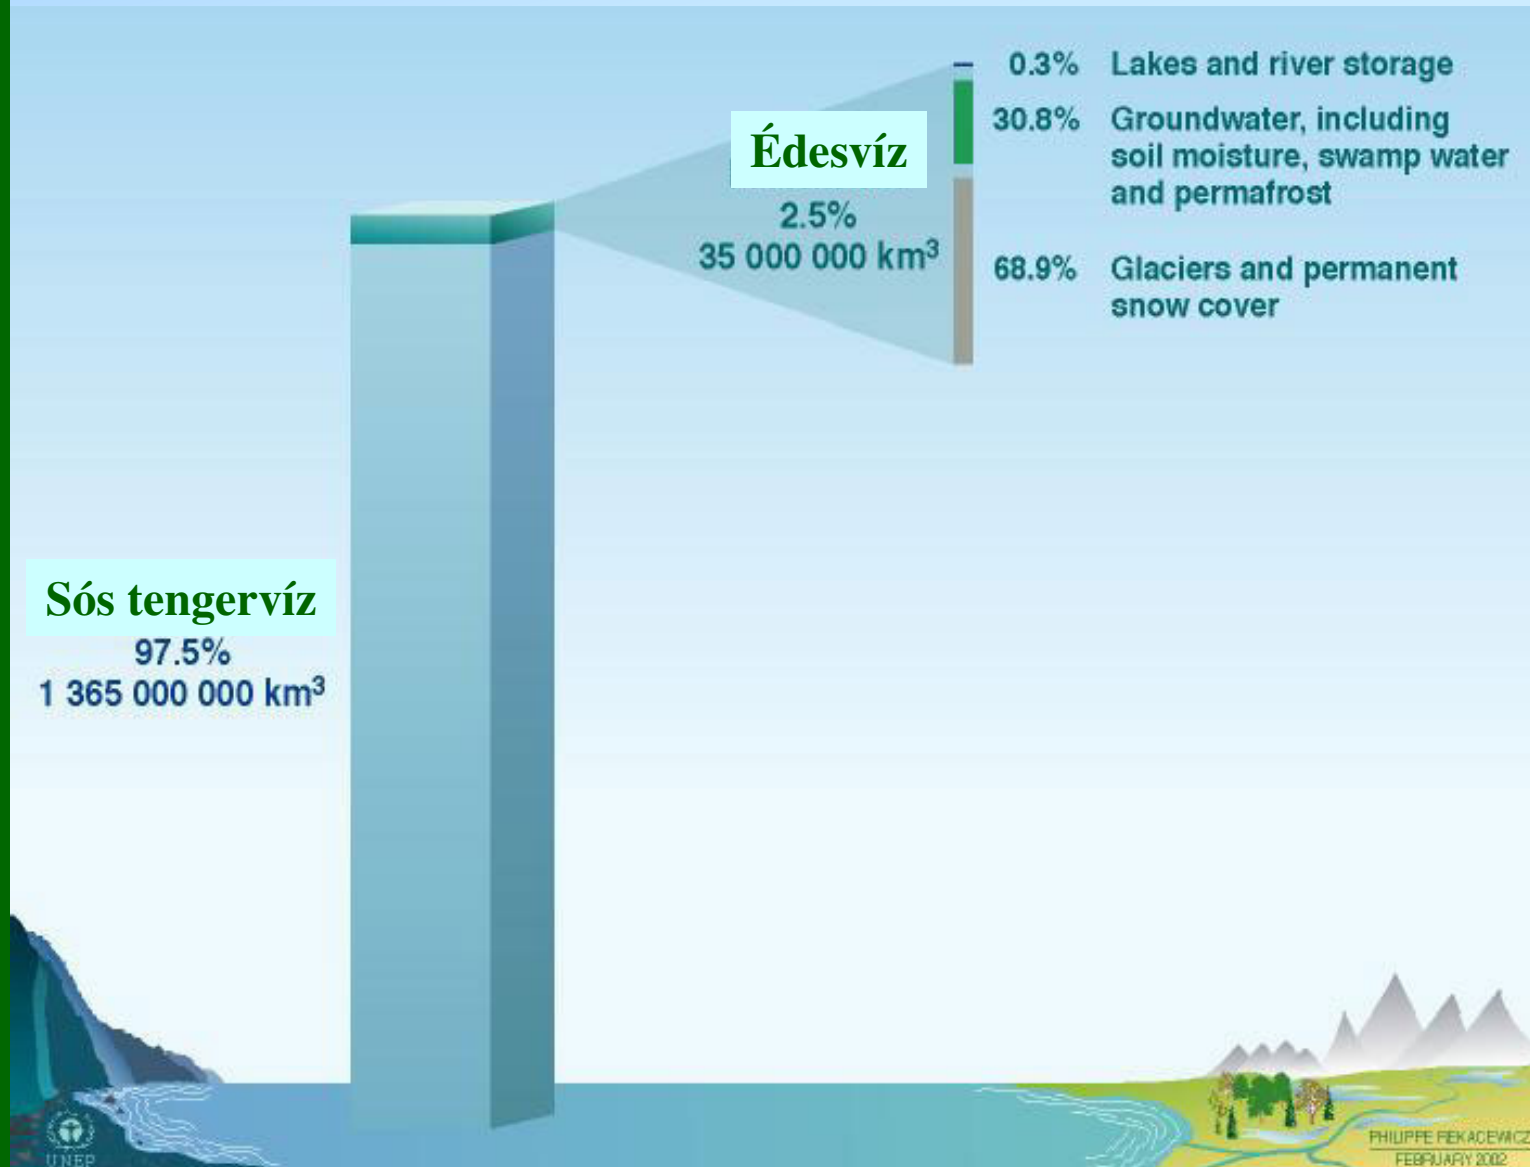 0.3% Lakes and river storage
30.8% Groundwater, including
soil moisture, swamp water
and permafrost
68.9% Glaciers and permanent
snow cover
Édesvíz
2.5%
35 000 000 km³
Sós tengervíz
97.5%
1 365 000 000 km³
UNEP
PHILIPPE REKACEWICZ
FEBRUARY 2002